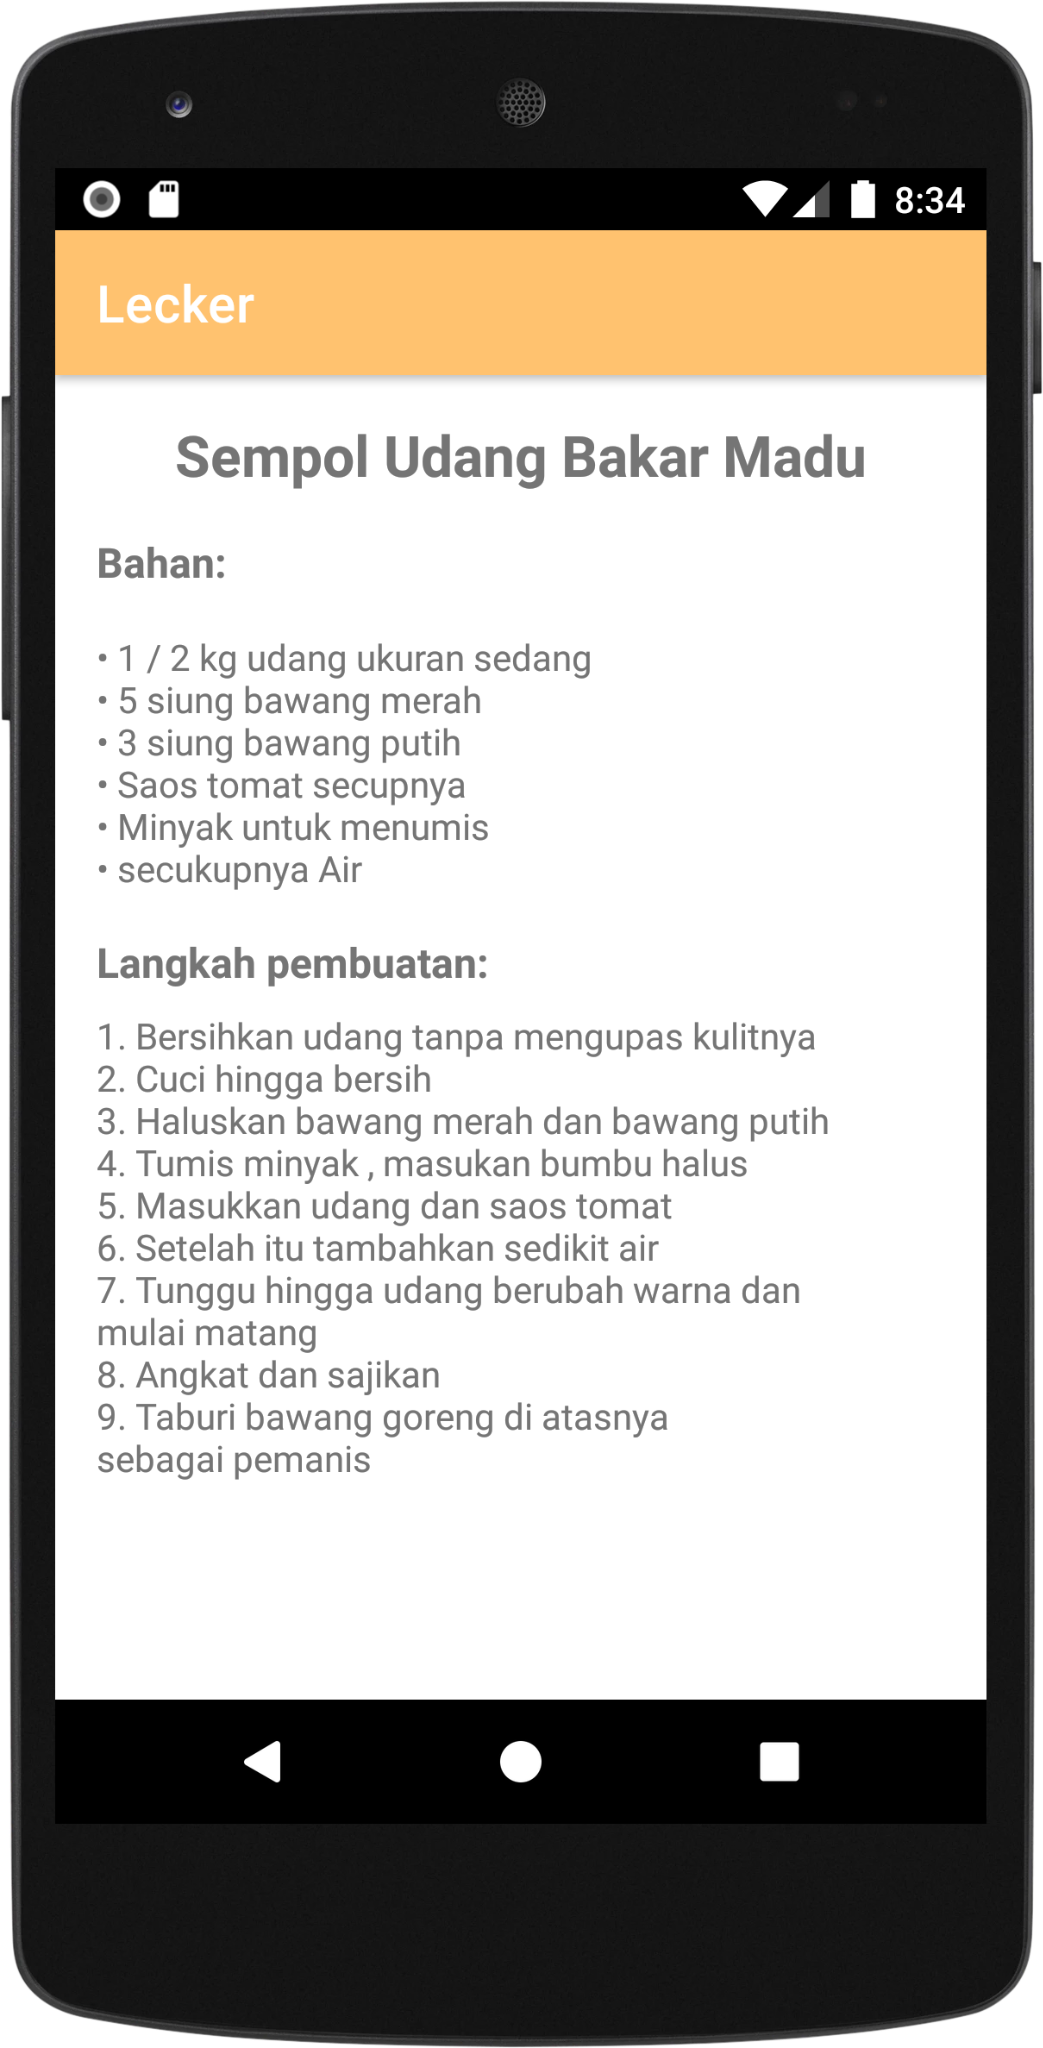 8:34
Lecker
Sempol Udang Bakar Madu
Bahan:
• 1 / 2 kg udang ukuran sedang
• 5 siung bawang merah
• 3 siung bawang putih
• Saos tomat secupnya
• Minyak untuk menumis
• secukupnya Air
Langkah pembuatan:
1. Bersihkan udang tanpa mengupas kulitnya
2. Cuci hingga bersih
3. Haluskan bawang merah dan bawang putih
4. Tumis minyak , masukan bumbu halus
5. Masukkan udang dan saos tomat
6. Setelah itu tambahkan sedikit air
7. Tunggu hingga udang berubah warna dan
mulai matang
8. Angkat dan sajikan
9. Taburi bawang goreng di atasnya
sebagai pemanis